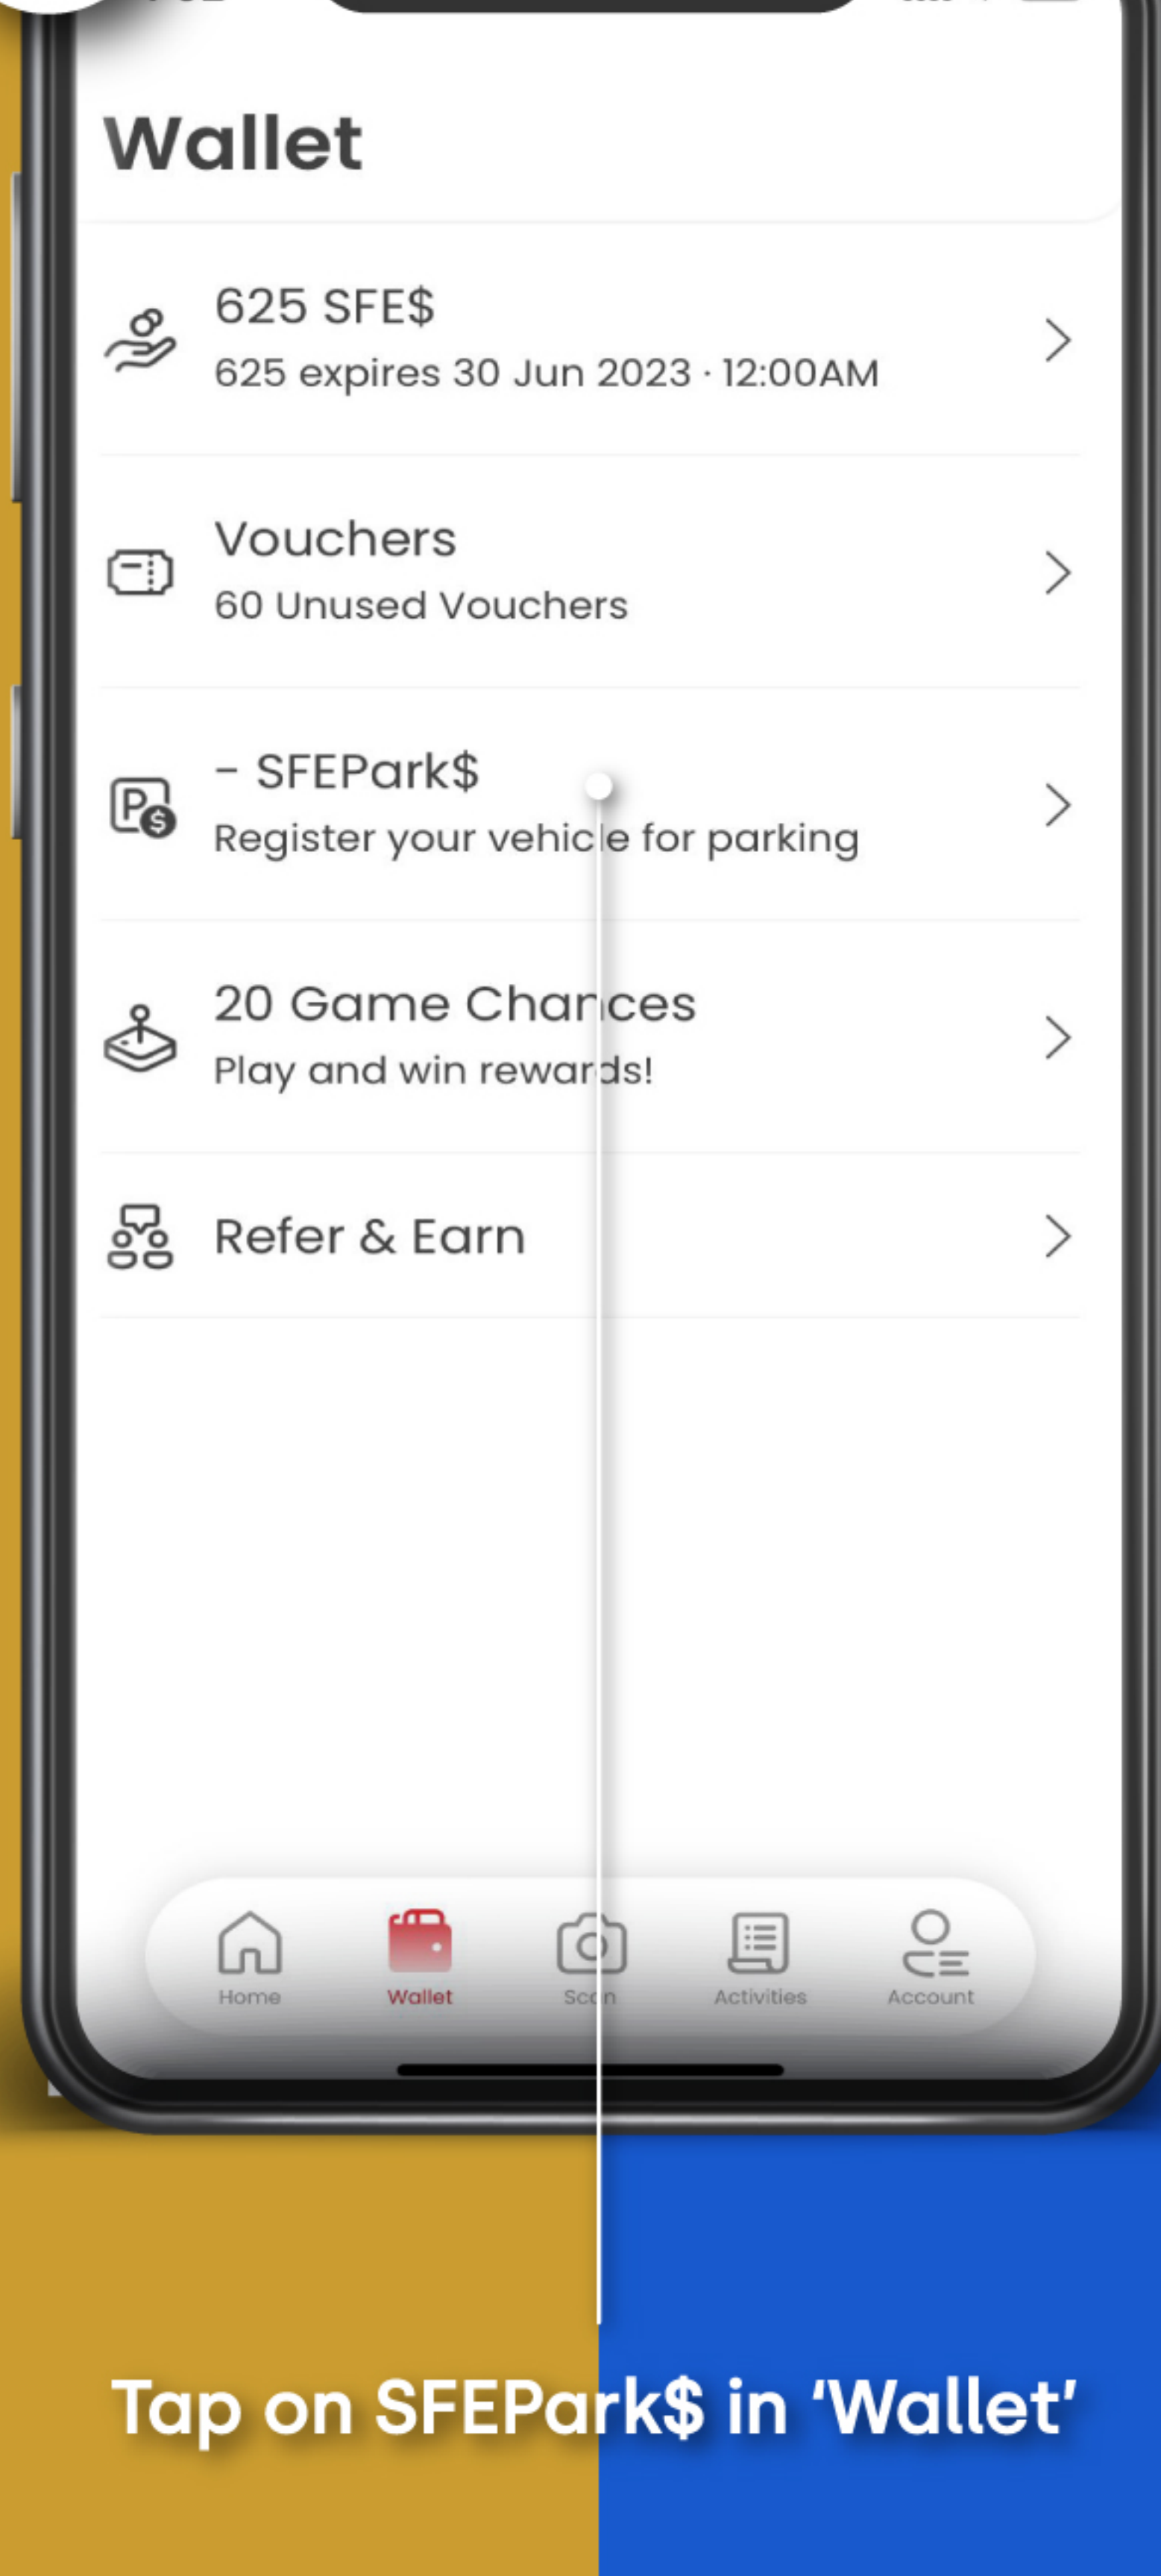 Wallet
625 SFE$
625 expires 30 Jun 2023 · 12:00AM
Vouchers
60 Unused Vouchers
- SFEPark$
Register your vehicle for parking
20 Game Chances
Play and win rewards!
Refer & Earn
Home Wallet Scan Activities Account
Tap on SFEPark$ in ‘Wallet’